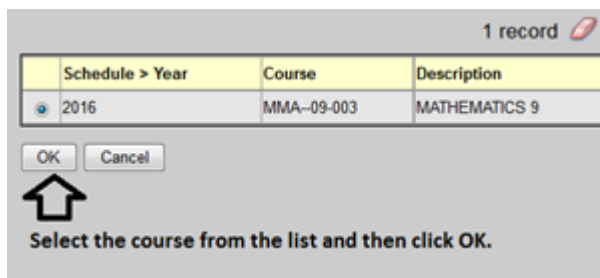 1 record
Schedule > Year Course Description
2016 MMA--09-003 MATHEMATICS 9
OK Cancel
Select the course from the list and then click OK.